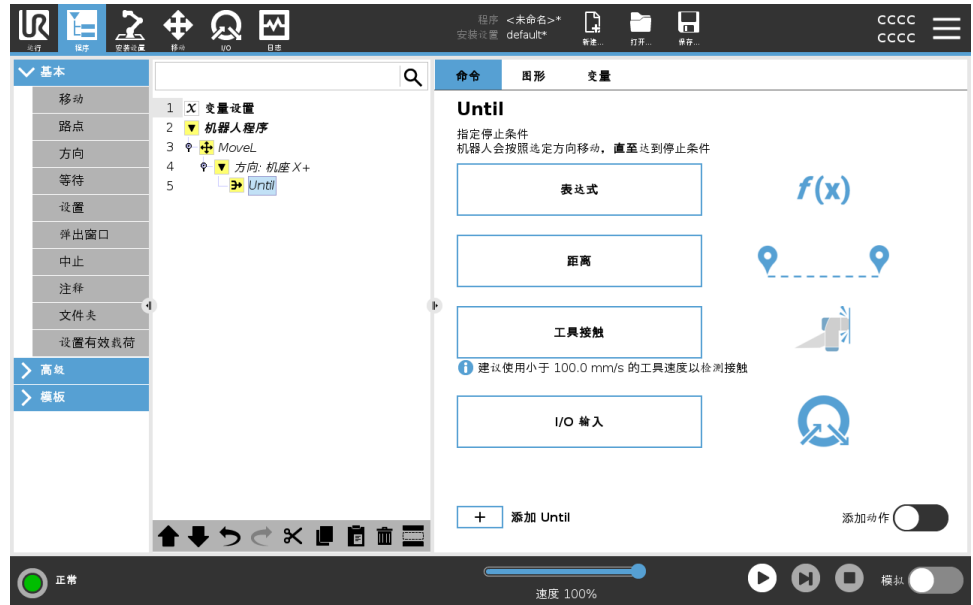 UR
运行
程序
安装设置
移动
I/O
日志
程序 <未命名>*
安装设置 default*
新建...
打开...
保存...
CCCC
CCCC
基本
移动
路点
方向
等待
设置
弹出窗口
中止
注释
文件夹
设置有效载荷
高级
模板
1 X 变量设置
2 机器人程序
3 MoveL
4 方向: 机座 X+
5 Until
命令 图形 变量
Until
指定停止条件
机器人会按照选定方向移动，直至达到停止条件
表达式
f(x)
距离
工具接触
建议使用小于 100.0 mm/s 的工具速度以检测接触
I/O 输入
+ 添加 Until
添加动作
正常
速度 100%
模拟